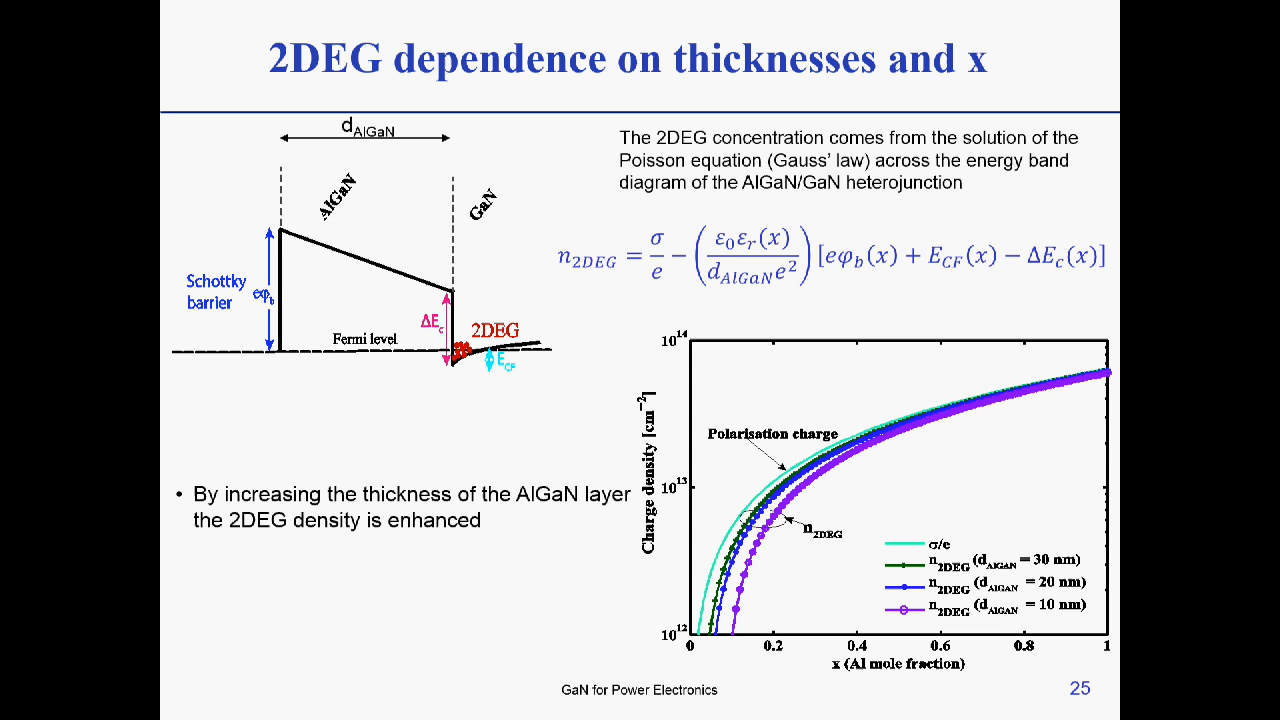 2DEG dependence on thicknesses and x
d_AlGaN
AlGaN
GaN
Schottky
barrier
eφ_b
Fermi level
ΔE_c
2DEG
E_CF
The 2DEG concentration comes from the solution of the
Poisson equation (Gauss' law) across the energy band
diagram of the AlGaN/GaN heterojunction
n_2DEG = σ/e − (ε_0 ε_r(x) / d_AlGaN e^2) [eφ_b(x) + E_CF(x) − ΔE_c(x)]
• By increasing the thickness of the AlGaN layer
the 2DEG density is enhanced
Charge density [cm^−2]
10^14
10^13
10^12
Polarisation charge
n_2DEG
σ/e
n_2DEG (d_AlGAN = 30 nm)
n_2DEG (d_AlGAN = 20 nm)
n_2DEG (d_AlGAN = 10 nm)
0 0.2 0.4 0.6 0.8 1
x (Al mole fraction)
GaN for Power Electronics
25